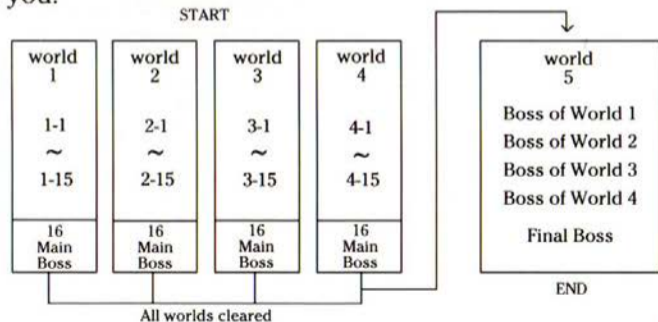 you.
START
world
1
1-1
~
1-15
16
Main
Boss
world
2
2-1
~
2-15
16
Main
Boss
world
3
3-1
~
3-15
16
Main
Boss
world
4
4-1
~
4-15
16
Main
Boss
All worlds cleared
world
5
Boss of World 1
Boss of World 2
Boss of World 3
Boss of World 4
Final Boss
END